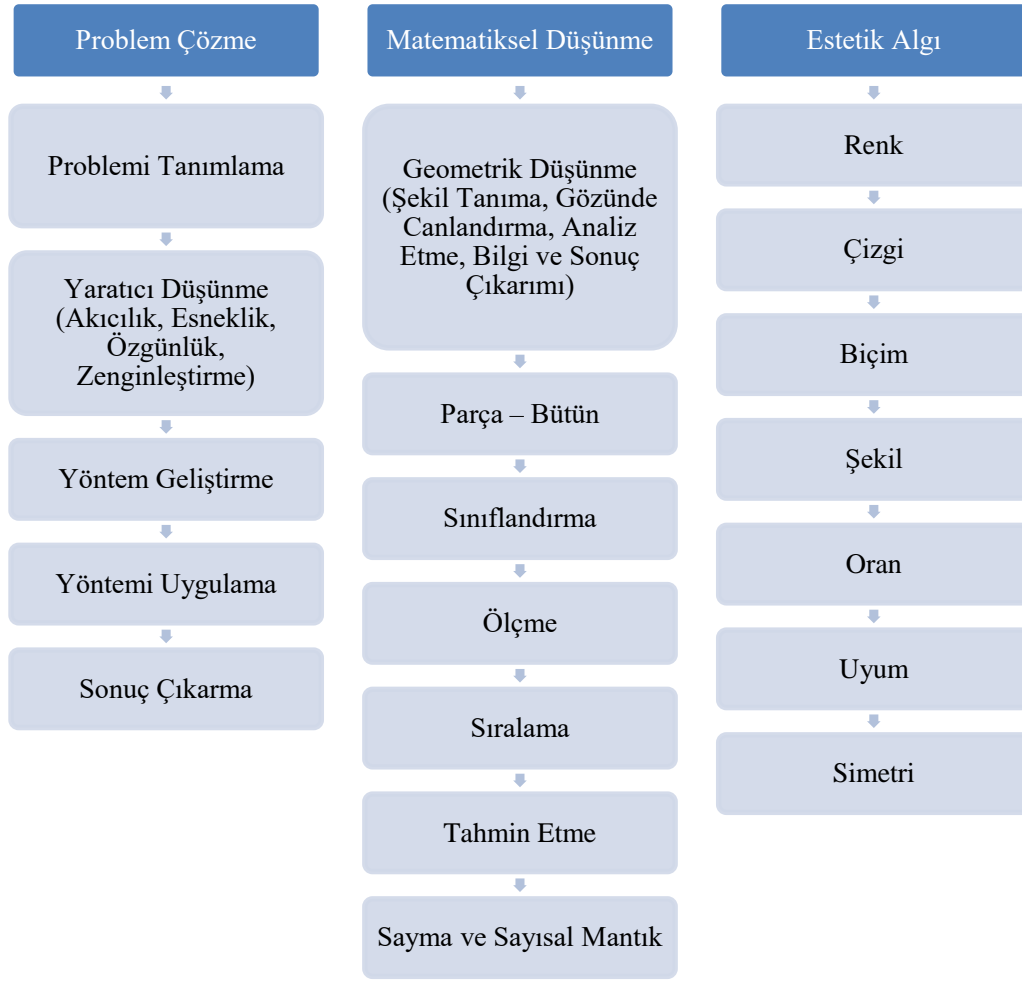 Problem Çözme
Problemi Tanımlama
Yaratıcı Düşünme
(Akıcılık, Esneklik,
Özgünlük,
Zenginleştirme)
Yöntem Geliştirme
Yöntemi Uygulama
Sonuç Çıkarma
Matematiksel Düşünme
Geometrik Düşünme
(Şekil Tanıma, Gözünde
Canlandırma, Analiz
Etme, Bilgi ve Sonuç
Çıkarımı)
Parça – Bütün
Sınıflandırma
Ölçme
Sıralama
Tahmin Etme
Sayma ve Sayısal Mantık
Estetik Algı
Renk
Çizgi
Biçim
Şekil
Oran
Uyum
Simetri